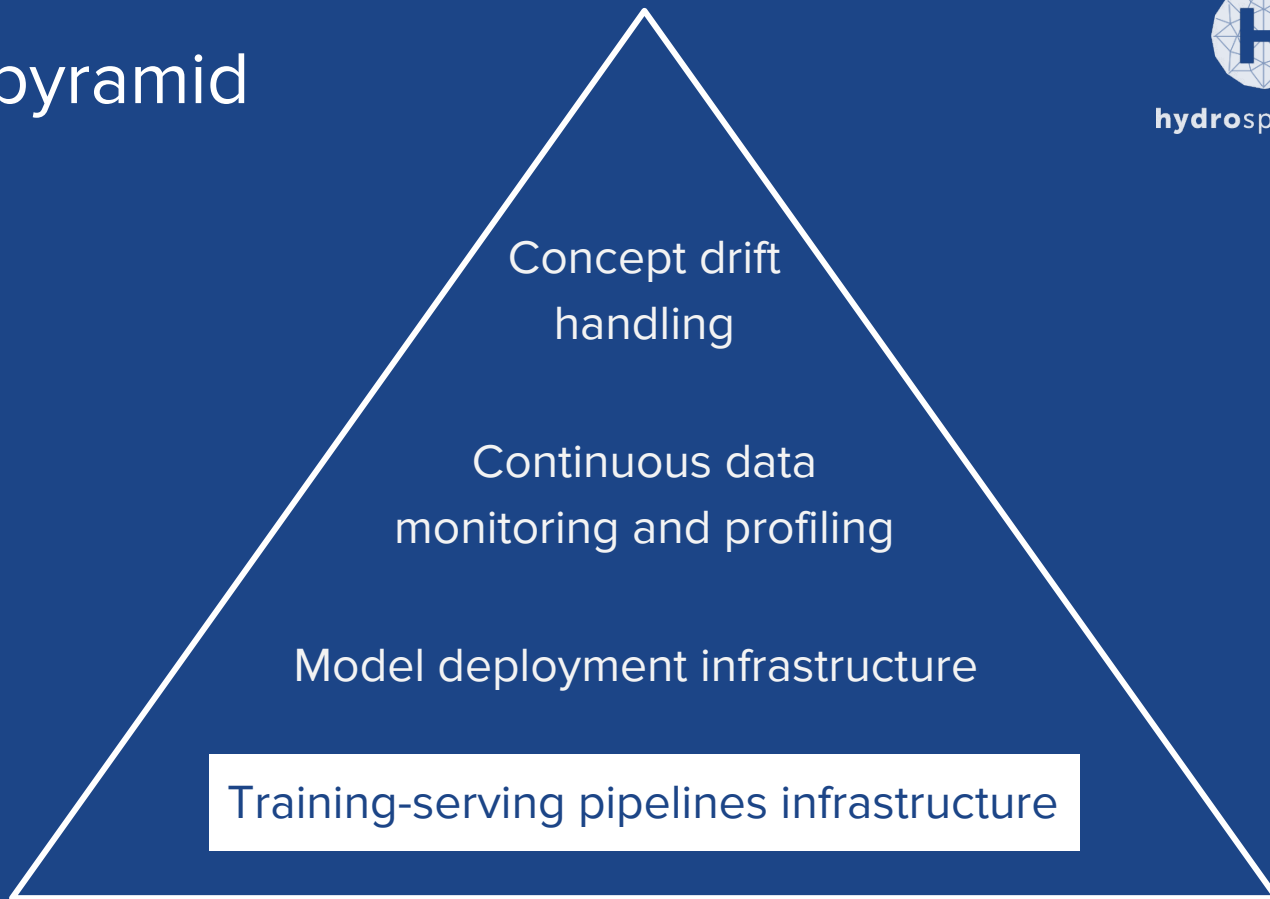 pyramid
H
hydrosp
Concept drift
handling
Continuous data
monitoring and profiling
Model deployment infrastructure
Training-serving pipelines infrastructure